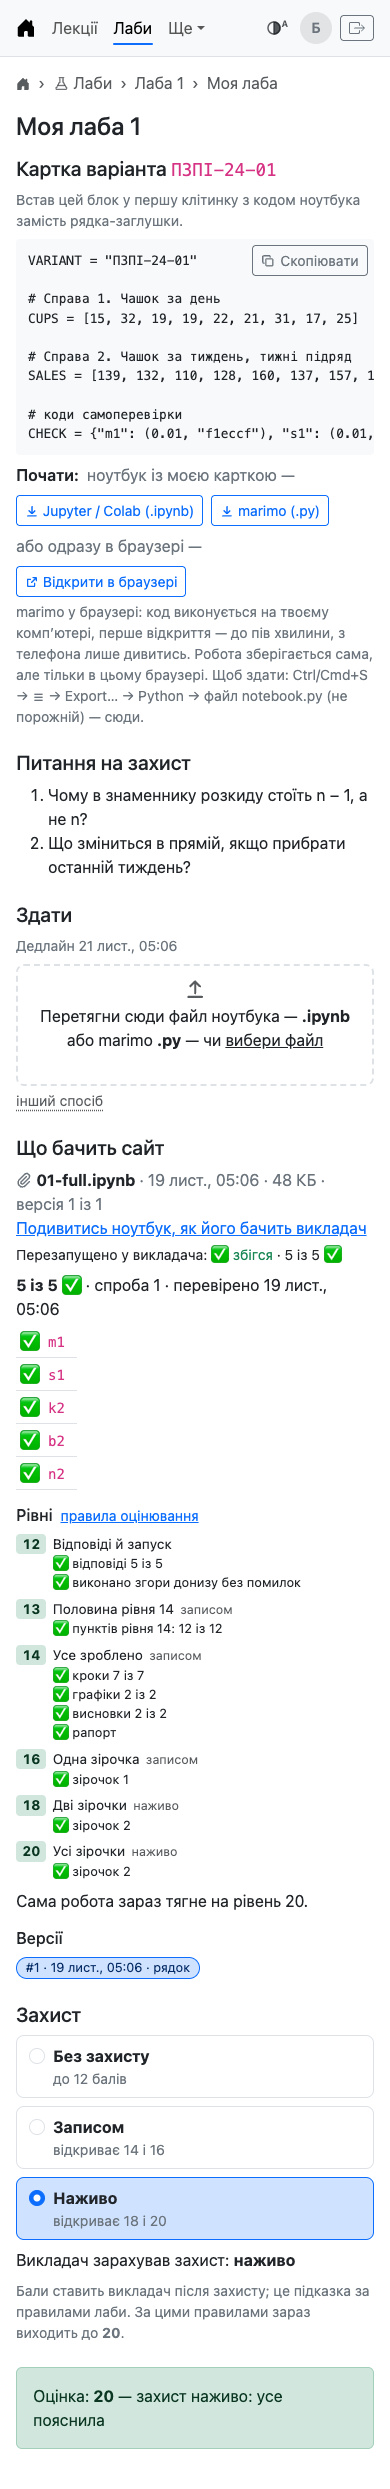 Лекції Лаби Ще A Б
› Лаби › Лаба 1 › Моя лаба
Моя лаба 1
Картка варіанта ПЗПІ-24-01
Встав цей блок у першу клітинку з кодом ноутбука
замість рядка-заглушки.
VARIANT = "ПЗПІ-24-01"
Скопіювати
# Справа 1. Чашок за день
CUPS = [15, 32, 19, 19, 22, 21, 31, 17, 25]
# Справа 2. Чашок за тиждень, тижні підряд
SALES = [139, 132, 110, 128, 160, 137, 157, 1
# коди самоперевірки
CHECK = {"m1": (0.01, "f1eccf"), "s1": (0.01,
Почати: ноутбук із моєю карткою —
Jupyter / Colab (.ipynb) marimo (.py)
або одразу в браузері —
Відкрити в браузері
marimo у браузері: код виконується на твоєму
комп’ютері, перше відкриття — до пів хвилини, з
телефона лише дивитись. Робота зберігається сама,
але тільки в цьому браузері. Щоб здати: Ctrl/Cmd+S
→ ≡ → Export… → Python → файл notebook.py (не
порожній) — сюди.
Питання на захист
1. Чому в знаменнику розкиду стоїть n − 1, а
не n?
2. Що зміниться в прямій, якщо прибрати
останній тиждень?
Здати
Дедлайн 21 лист., 05:06
Перетягни сюди файл ноутбука — .ipynb
або marimo .py — чи вибери файл
інший спосіб
Що бачить сайт
01-full.ipynb · 19 лист., 05:06 · 48 КБ ·
версія 1 із 1
Подивитись ноутбук, як його бачить викладач
Перезапущено у викладача: ✅ збігся · 5 із 5 ✅
5 із 5 ✅ · спроба 1 · перевірено 19 лист.,
05:06
✅ m1
✅ s1
✅ k2
✅ b2
✅ n2
Рівні правила оцінювання
12 Відповіді й запуск
✅ відповіді 5 із 5
✅ виконано згори донизу без помилок
13 Половина рівня 14 записом
✅ пунктів рівня 14: 12 із 12
14 Усе зроблено записом
✅ кроки 7 із 7
✅ графіки 2 із 2
✅ висновки 2 із 2
✅ рапорт
16 Одна зірочка записом
✅ зірочок 1
18 Дві зірочки наживо
✅ зірочок 2
20 Усі зірочки наживо
✅ зірочок 2
Сама робота зараз тягне на рівень 20.
Версії
#1 · 19 лист., 05:06 · рядок
Захист
Без захисту
до 12 балів
Записом
відкриває 14 і 16
Наживо
відкриває 18 і 20
Викладач зарахував захист: наживо
Бали ставить викладач після захисту; це підказка за
правилами лаби. За цими правилами зараз
виходить до 20.
Оцінка: 20 — захист наживо: усе
пояснила